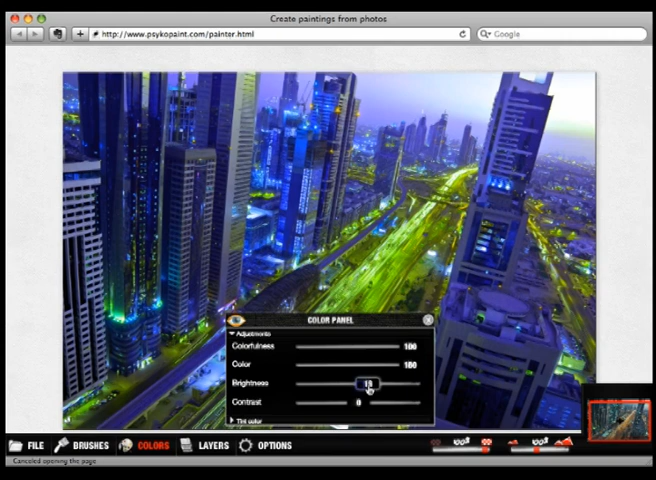 Create paintings from photos
http://www.psykopaint.com/painter.html
Google
COLOR PANEL
Adjustments
Colorfulness 100
Color 180
Brightness
Contrast 0
Tint color
FILE BRUSHES COLORS LAYERS OPTIONS
Canceled opening the page